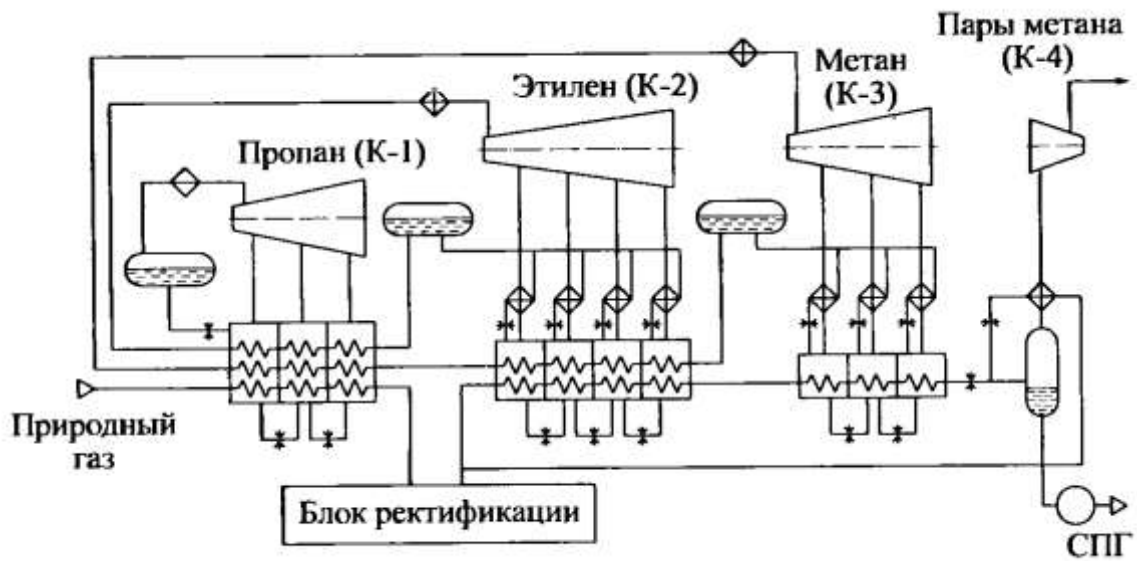 Пары метана
(К-4)
Метан
(К-3)
Этилен (К-2)
Пропан (К-1)
Природный
газ
Блок ректификации
СПГ